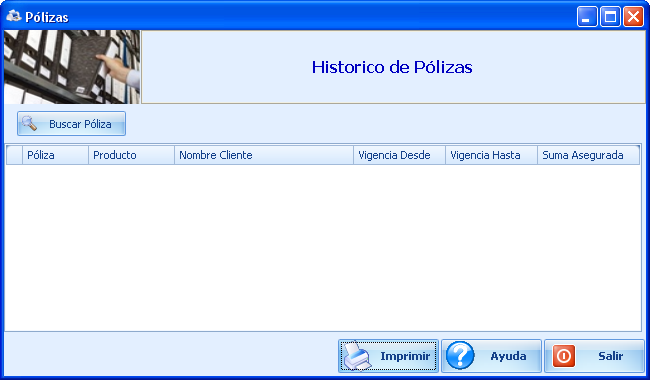 Pólizas
Historico de Pólizas
Buscar Póliza
Póliza Producto Nombre Cliente Vigencia Desde Vigencia Hasta Suma Asegurada
Imprimir Ayuda Salir